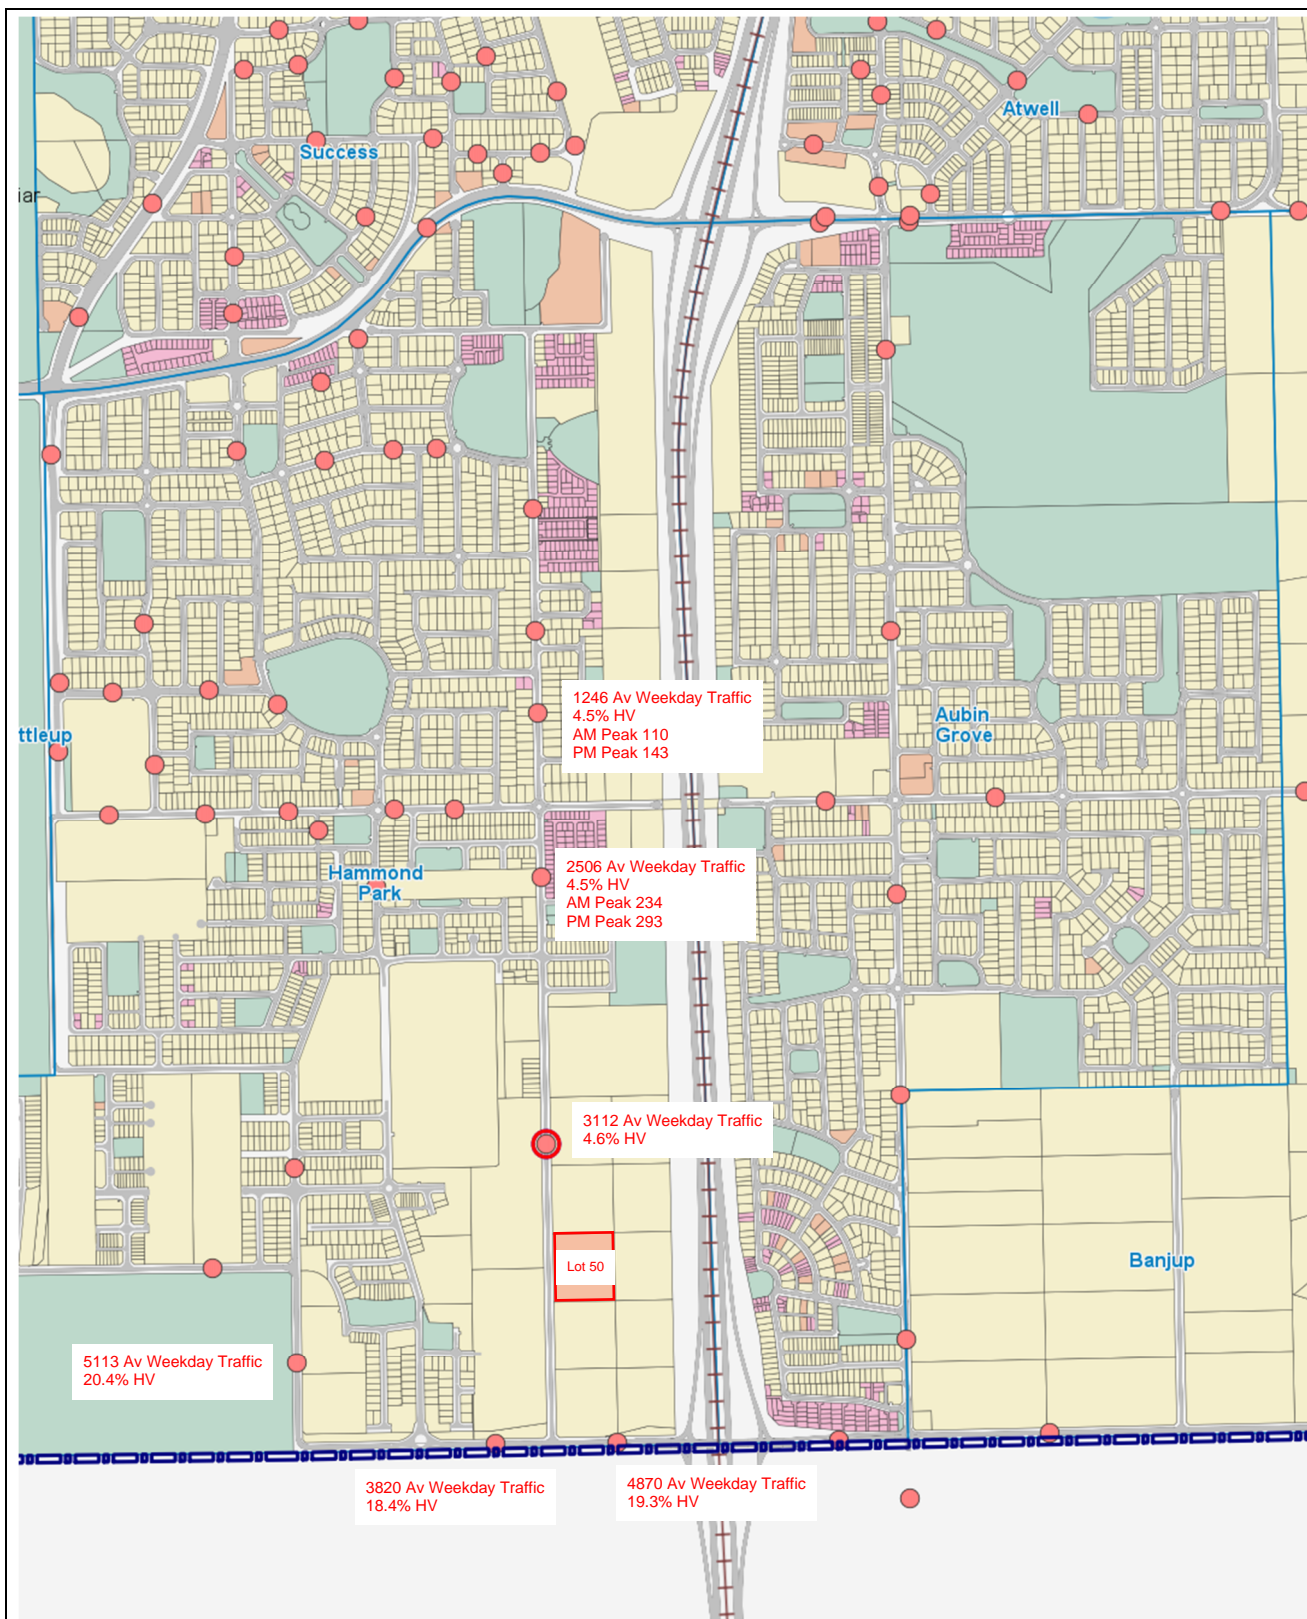 Atwell
Success
iar
1246 Av Weekday Traffic
4.5% HV
AM Peak 110
PM Peak 143
Aubin
Grove
ttleup
2506 Av Weekday Traffic
4.5% HV
AM Peak 234
PM Peak 293
Hammond
Park
3112 Av Weekday Traffic
4.6% HV
Lot 50
Banjup
5113 Av Weekday Traffic
20.4% HV
3820 Av Weekday Traffic
18.4% HV
4870 Av Weekday Traffic
19.3% HV